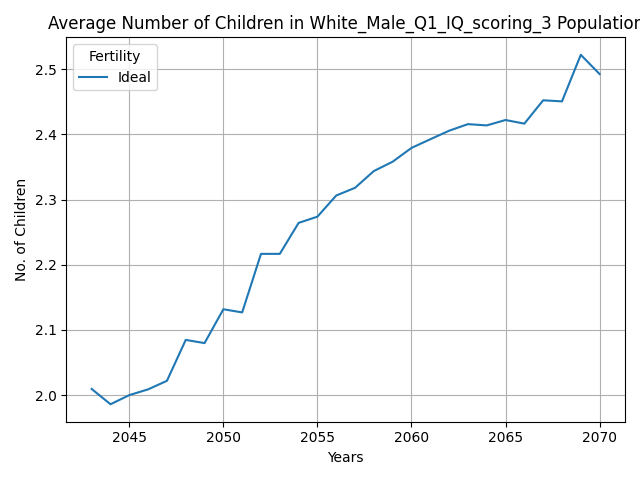 Average Number of Children in White_Male_Q1_IQ_scoring_3 Population
Fertility
Ideal
No. of Children
2.5
2.4
2.3
2.2
2.1
2.0
2045 2050 2055 2060 2065 2070
Years